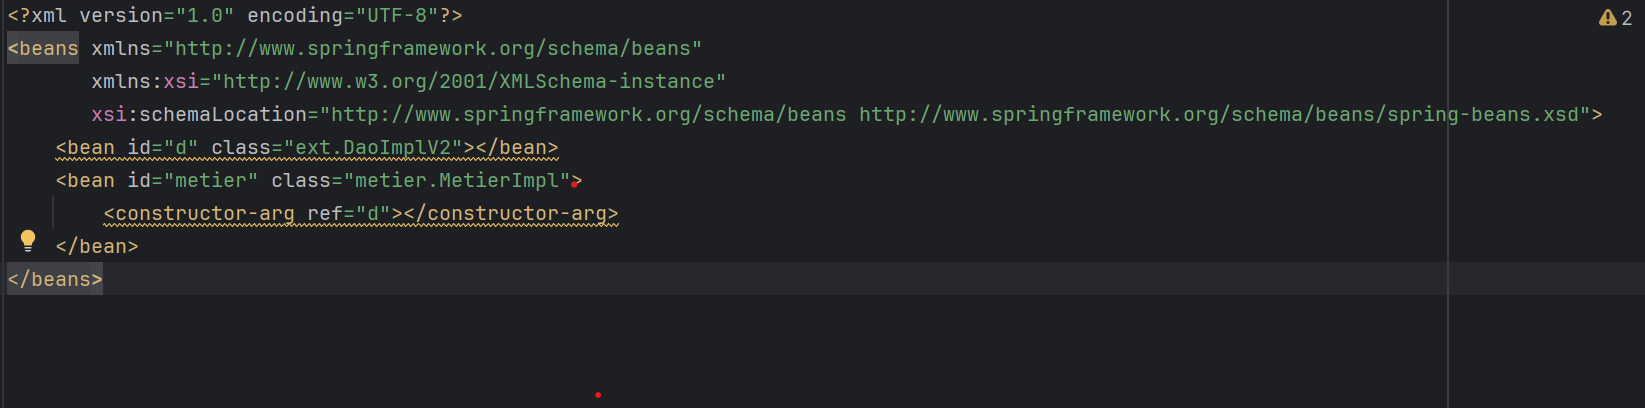 <?xml version="1.0" encoding="UTF-8"?>
2
<beans xmlns="http://www.springframework.org/schema/beans"
xmlns:xsi="http://www.w3.org/2001/XMLSchema-instance"
xsi:schemaLocation="http://www.springframework.org/schema/beans http://www.springframework.org/schema/beans/spring-beans.xsd">
<bean id="d" class="ext.DaoImplV2"></bean>
<bean id="metier" class="metier.MetierImpl">
<constructor-arg ref="d"></constructor-arg>
</bean>
</beans>